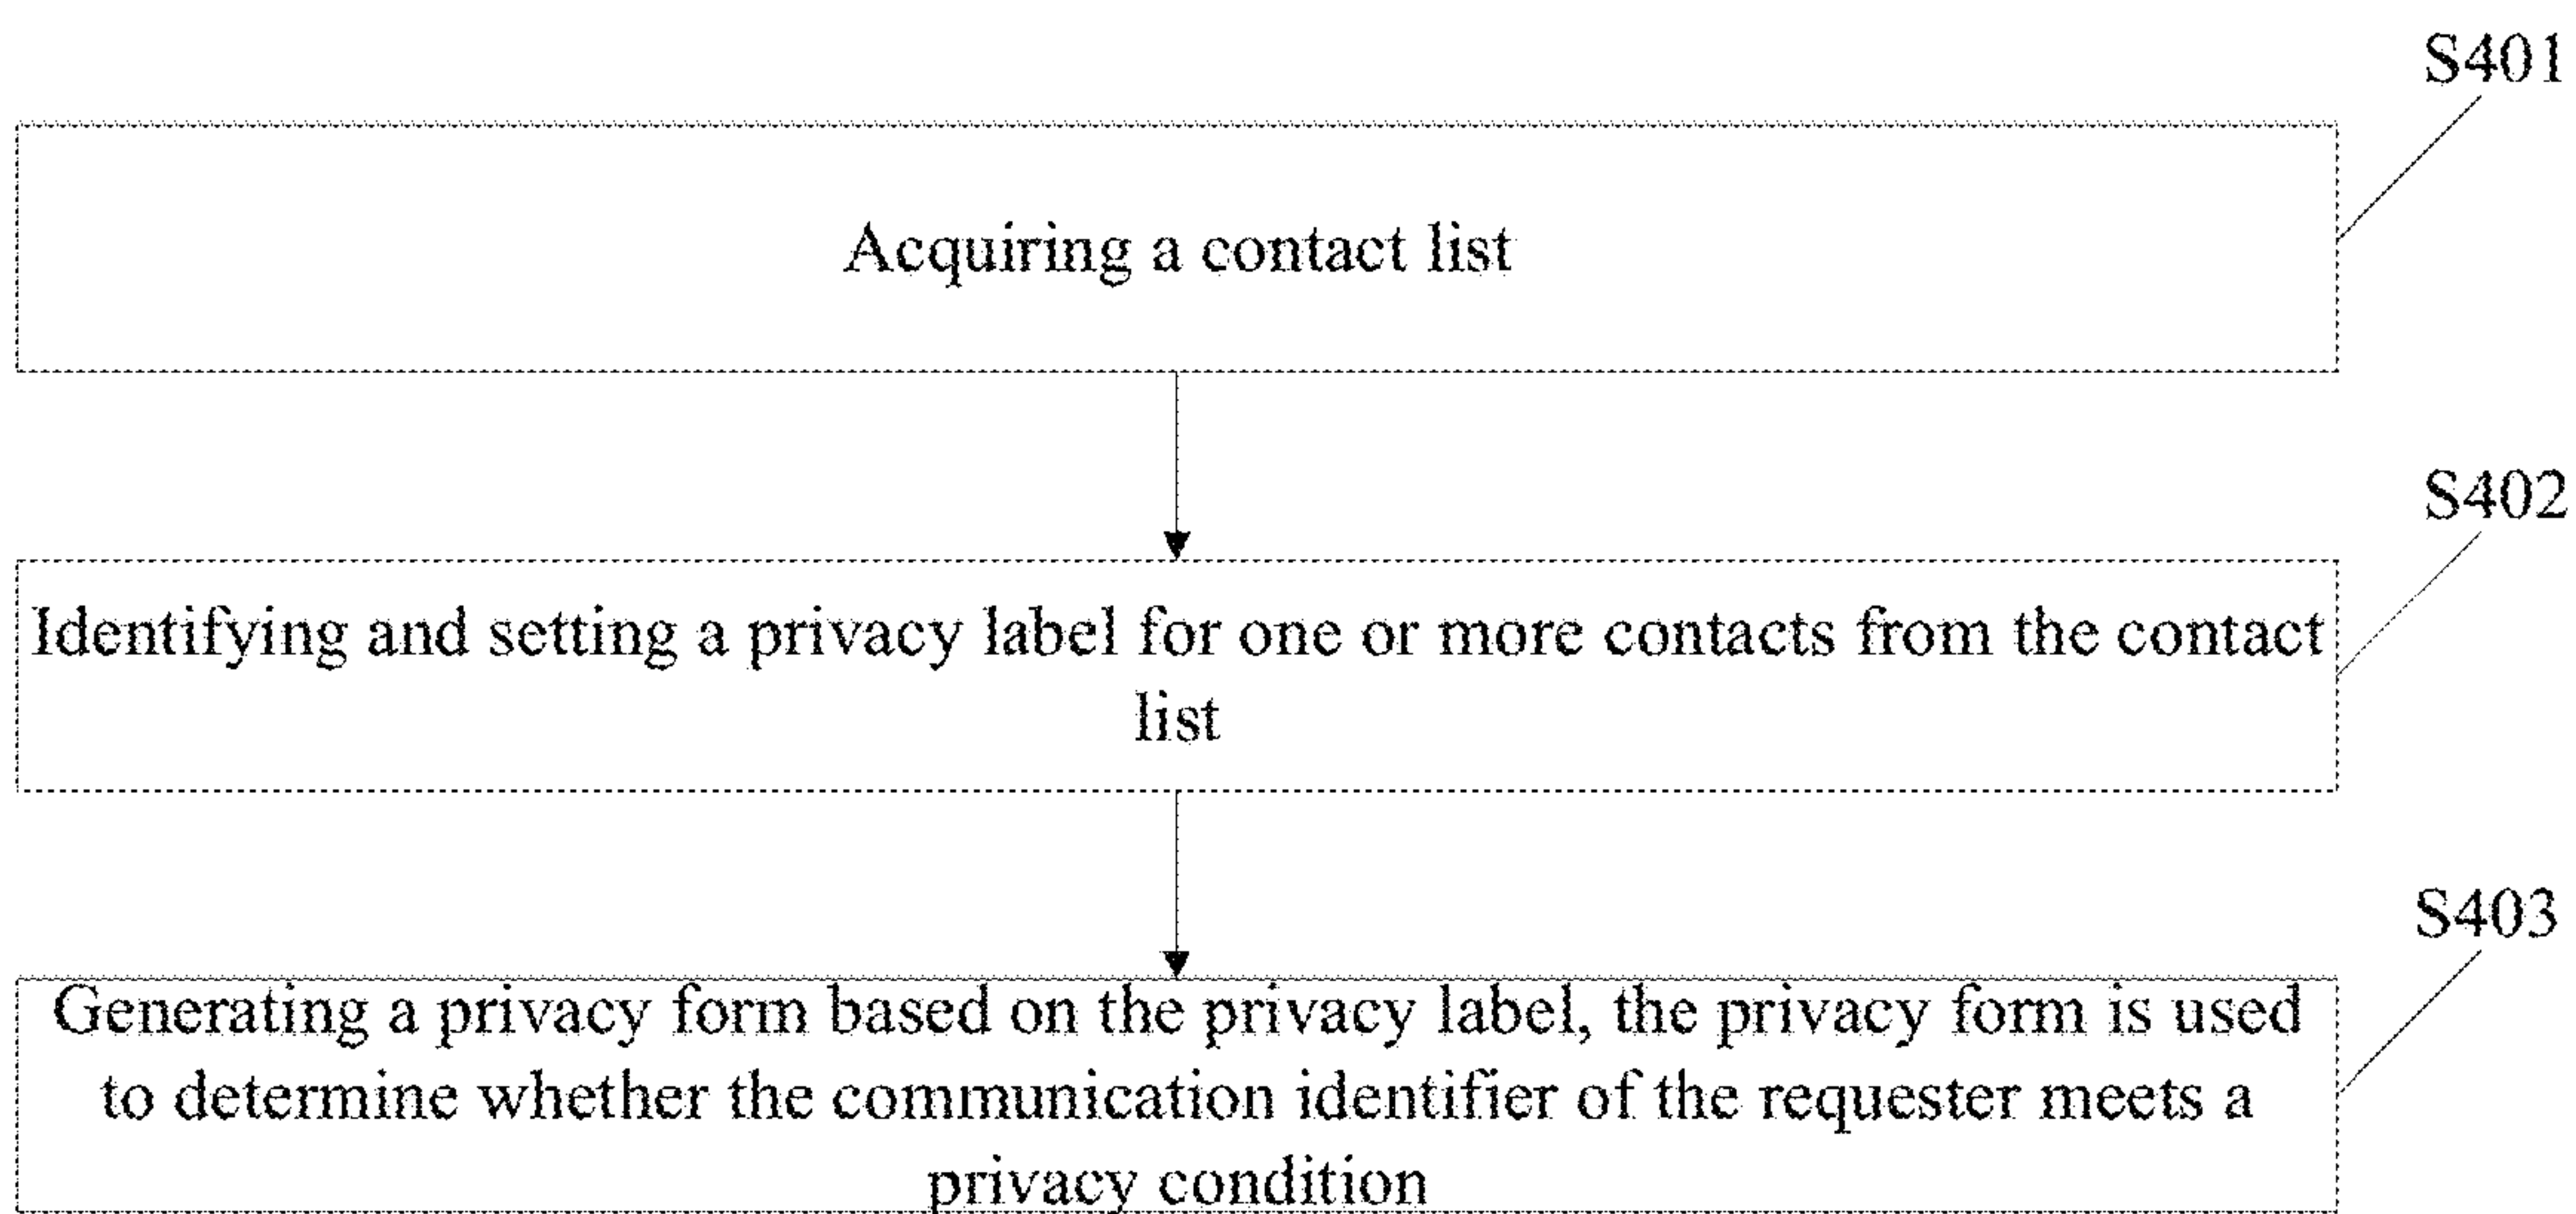 S401
Acquiring a contact list
S402
Identifying and setting a privacy label for one or more contacts from the contact
list
S403
Generating a privacy form based on the privacy label, the privacy form is used
to determine whether the communication identifier of the requester meets a
privacy condition